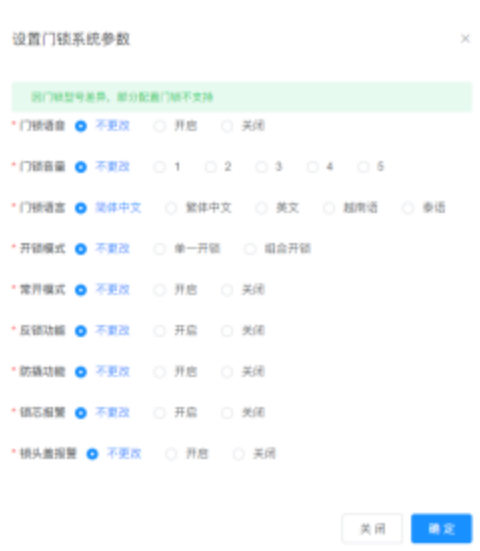 设置门锁系统参数 ×
因门锁型号差异，部分配置门锁不支持
* 门锁语音 不更改 开启 关闭
* 门锁音量 不更改 1 2 3 4 5
* 门锁语言 简体中文 繁体中文 英文 越南语 泰语
* 开锁模式 不更改 单一开锁 组合开锁
* 常开模式 不更改 开启 关闭
* 反锁功能 不更改 开启 关闭
* 防撬功能 不更改 开启 关闭
* 锁芯报警 不更改 开启 关闭
* 锁头盖报警 不更改 开启 关闭
关闭 确定